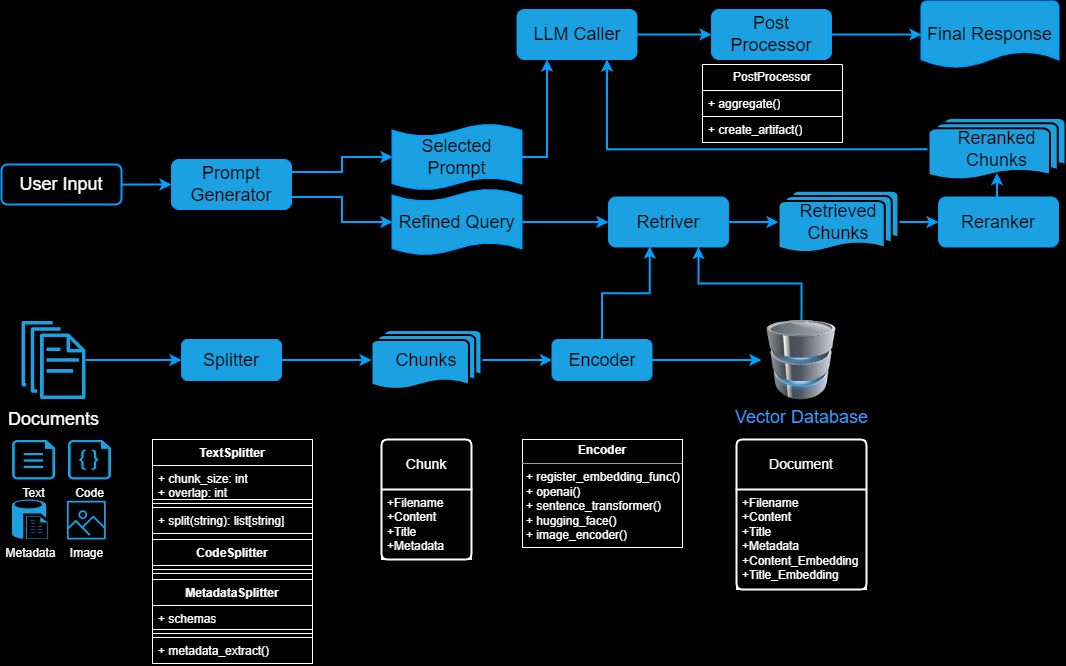 LLM Caller
Post
Processor
Final Response
PostProcessor
+ aggregate()
+ create_artifact()
User Input
Prompt
Generator
Selected
Prompt
Refined Query
Retriver
Retrieved
Chunks
Reranker
Reranked
Chunks
Documents
Splitter
Chunks
Encoder
Vector Database
Text
Code
Metadata
Image
TextSplitter
+ chunk_size: int
+ overlap: int
+ split(string): list[string]
CodeSplitter
MetadataSplitter
+ schemas
+ metadata_extract()
Chunk
+Filename
+Content
+Title
+Metadata
Encoder
+ register_embedding_func()
+ openai()
+ sentence_transformer()
+ hugging_face()
+ image_encoder()
Document
+Filename
+Content
+Title
+Metadata
+Content_Embedding
+Title_Embedding